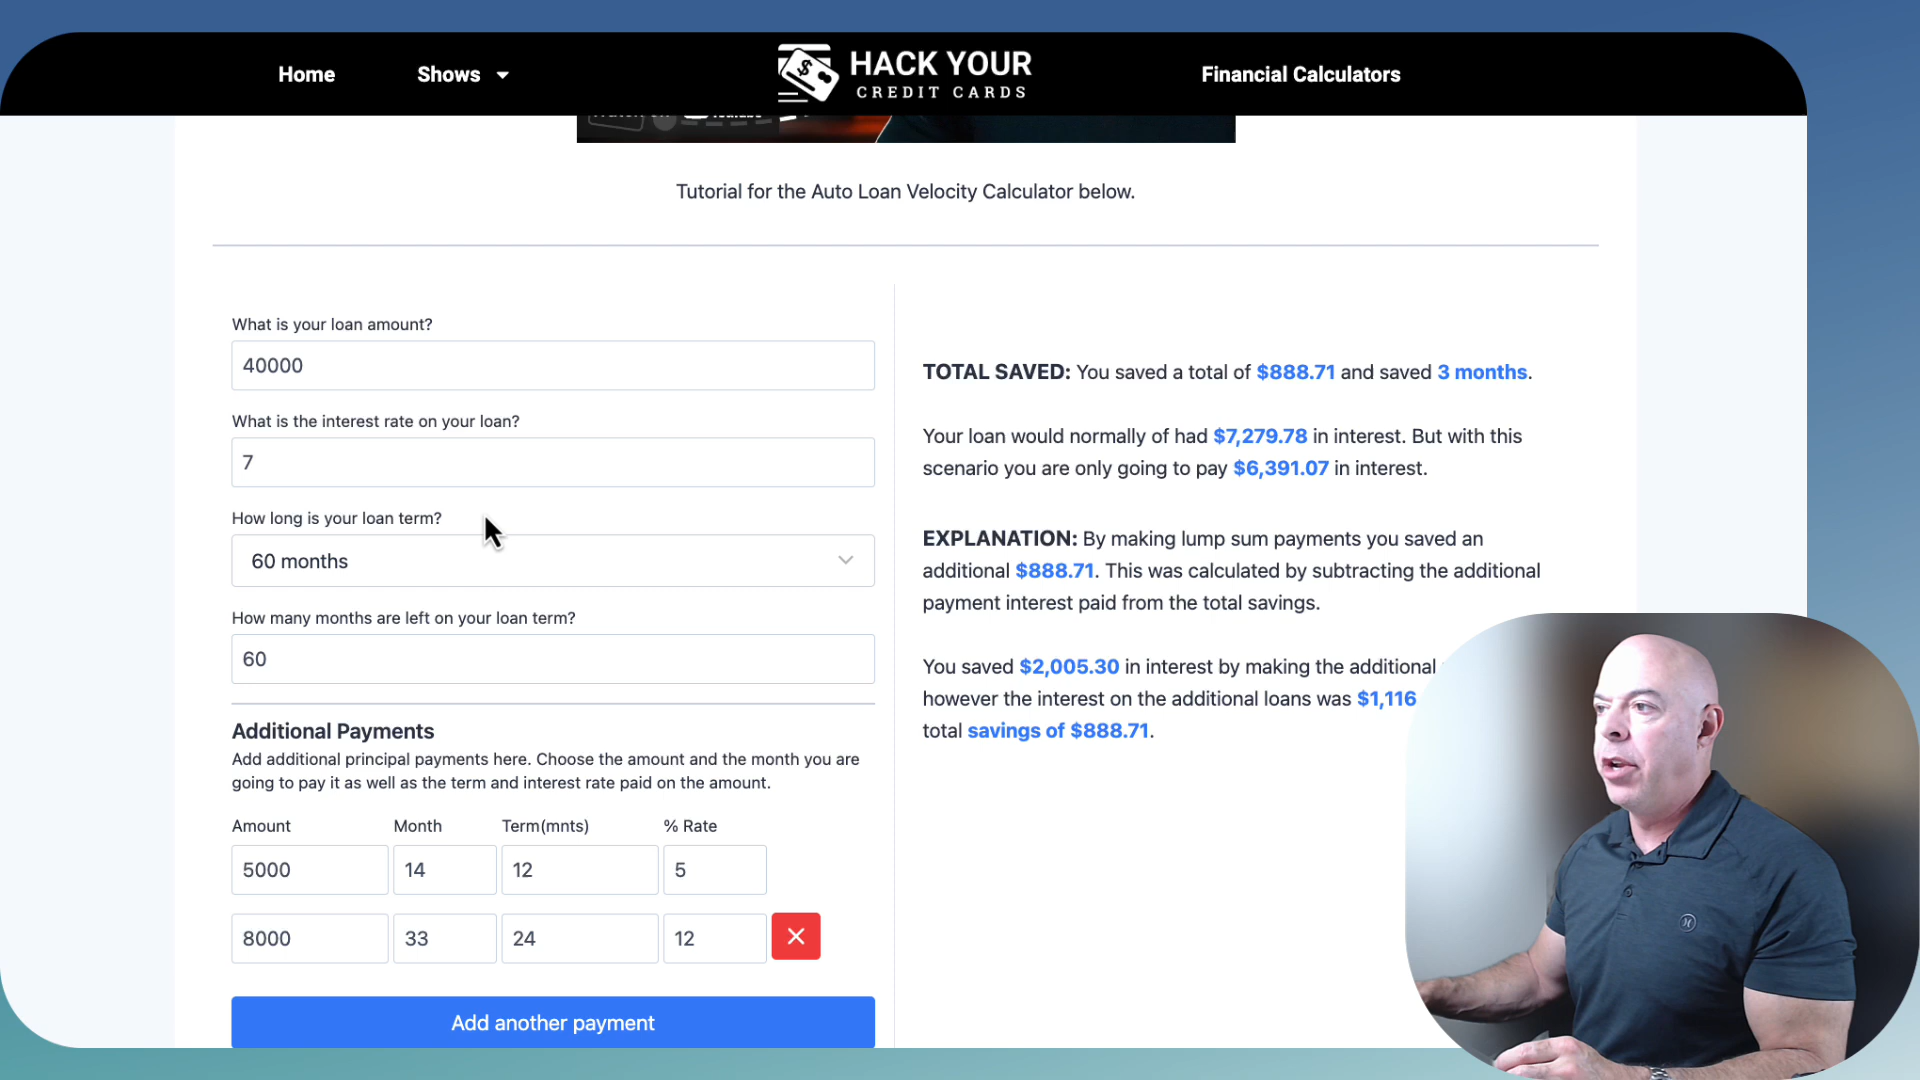 Home
Shows
HACK YOUR
CREDIT CARDS
Financial Calculators
Tutorial for the Auto Loan Velocity Calculator below.
What is your loan amount?
40000
What is the interest rate on your loan?
7
How long is your loan term?
60 months
How many months are left on your loan term?
60
Additional Payments
Add additional principal payments here. Choose the amount and the month you are
going to pay it as well as the term and interest rate paid on the amount.
Amount Month Term(mnts) % Rate
5000 14 12 5
8000 33 24 12
Add another payment
TOTAL SAVED: You saved a total of $888.71 and saved 3 months.
Your loan would normally of had $7,279.78 in interest. But with this
scenario you are only going to pay $6,391.07 in interest.
EXPLANATION: By making lump sum payments you saved an
additional $888.71. This was calculated by subtracting the additional
payment interest paid from the total savings.
You saved $2,005.30 in interest by making the additional
however the interest on the additional loans was $1,116
total savings of $888.71.